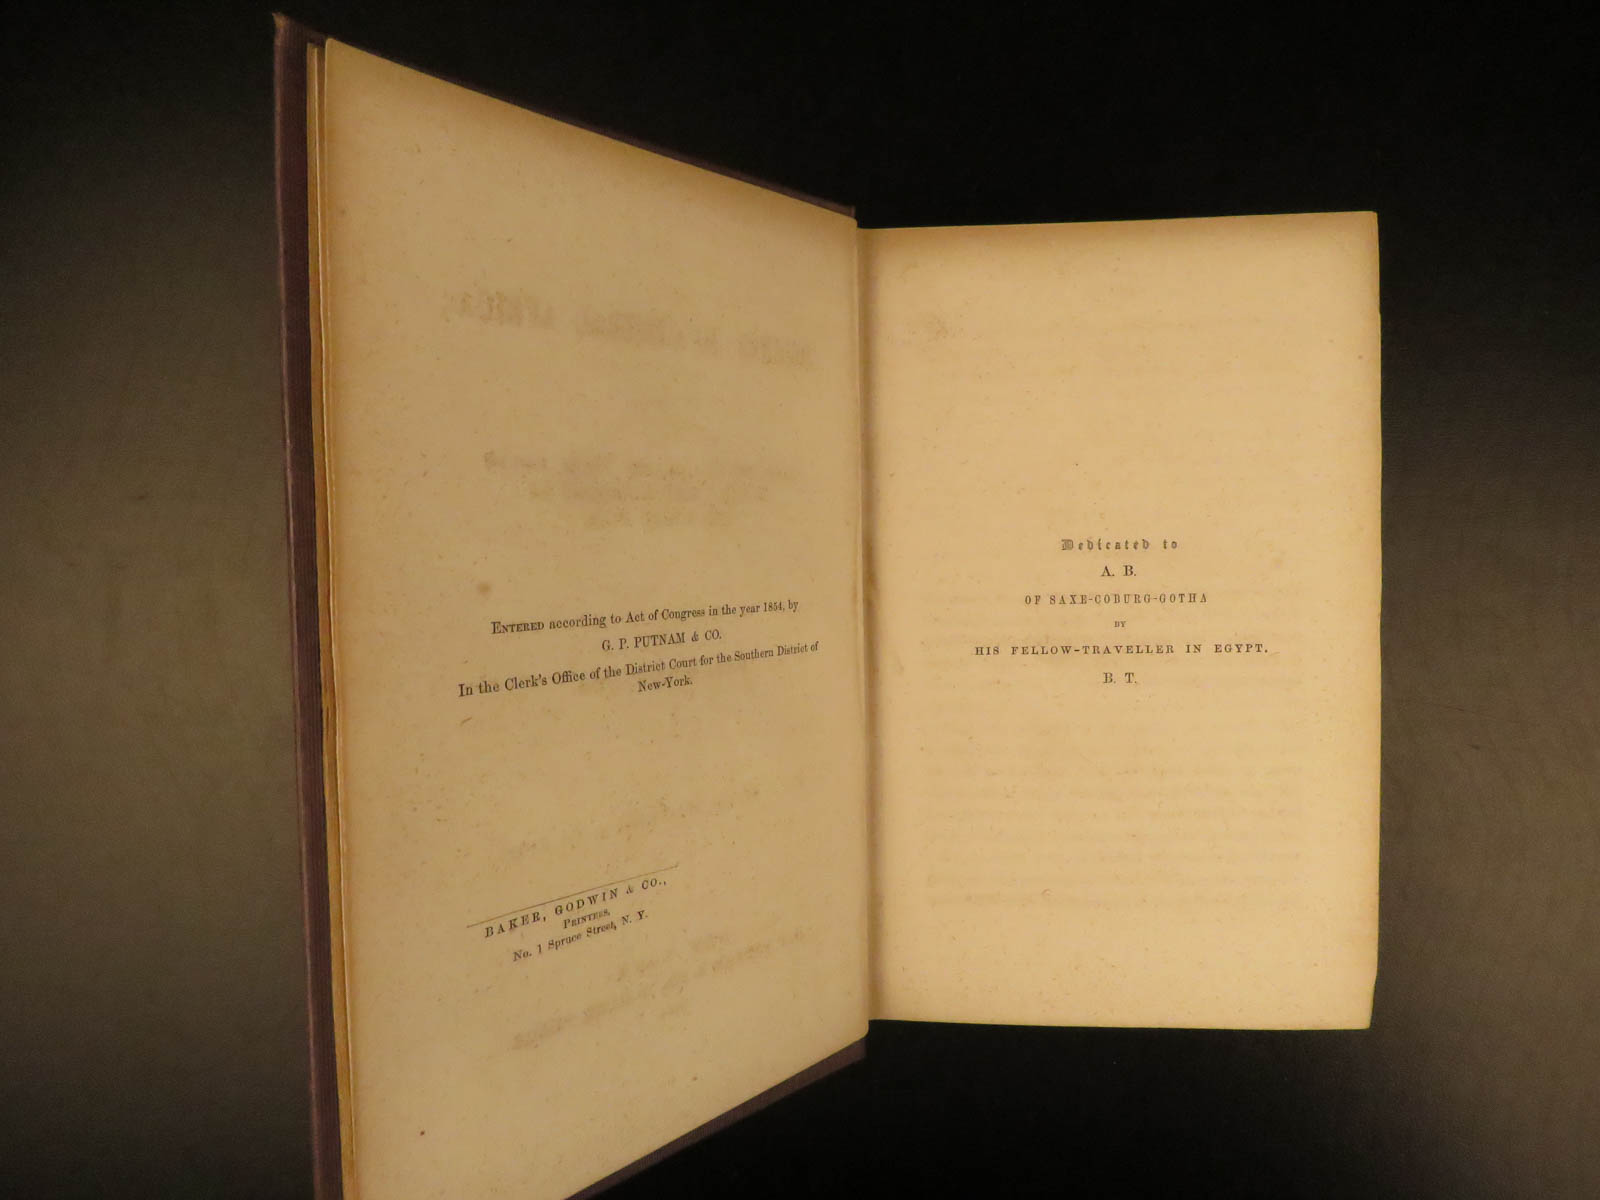 ENTERED according to Act of Congress in the year 1854, by
G. P. PUTNAM & CO.
In the Clerk's Office of the District Court for the Southern District of
New-York.
BAKER, GODWIN & CO.,
PRINTERS,
No. 1 Spruce Street, N. Y.
Dedicated to
A. B.
OF SAXE-COBURG-GOTHA
BY
HIS FELLOW-TRAVELLER IN EGYPT.
B. T.